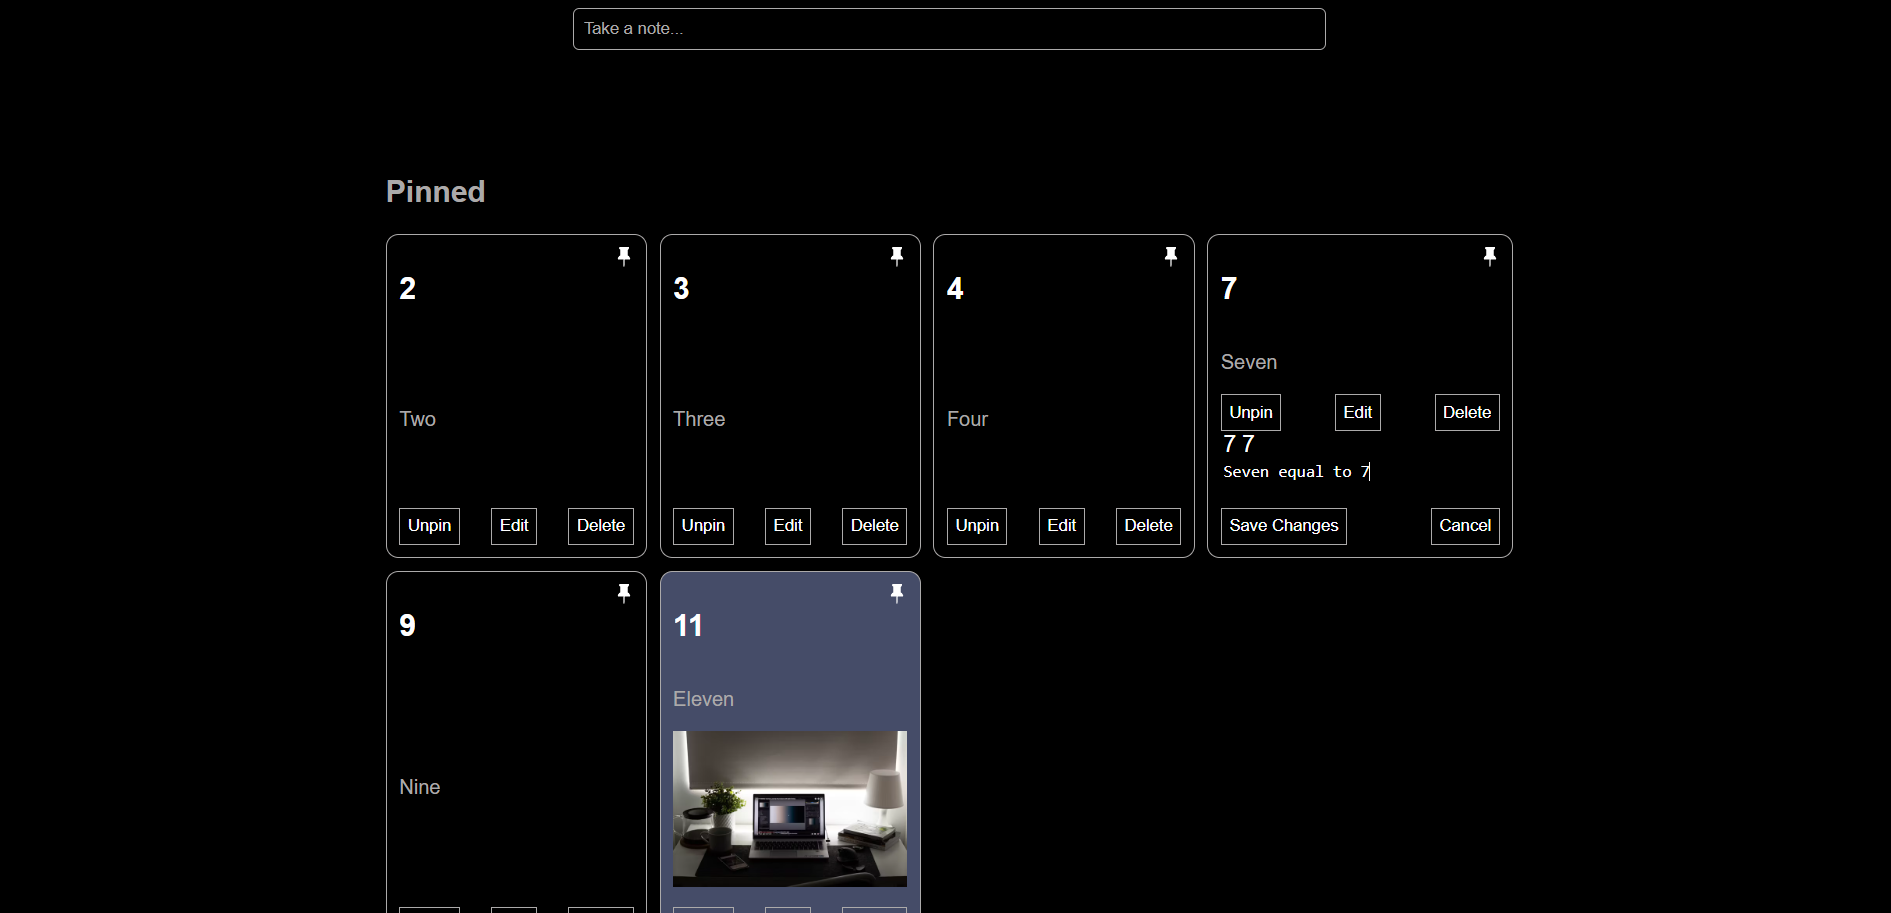 Take a note...
Pinned
2
Two
Unpin Edit Delete
3
Three
Unpin Edit Delete
4
Four
Unpin Edit Delete
7
Seven
Unpin Edit Delete
7 7
Seven equal to 7
Save Changes Cancel
9
Nine
11
Eleven